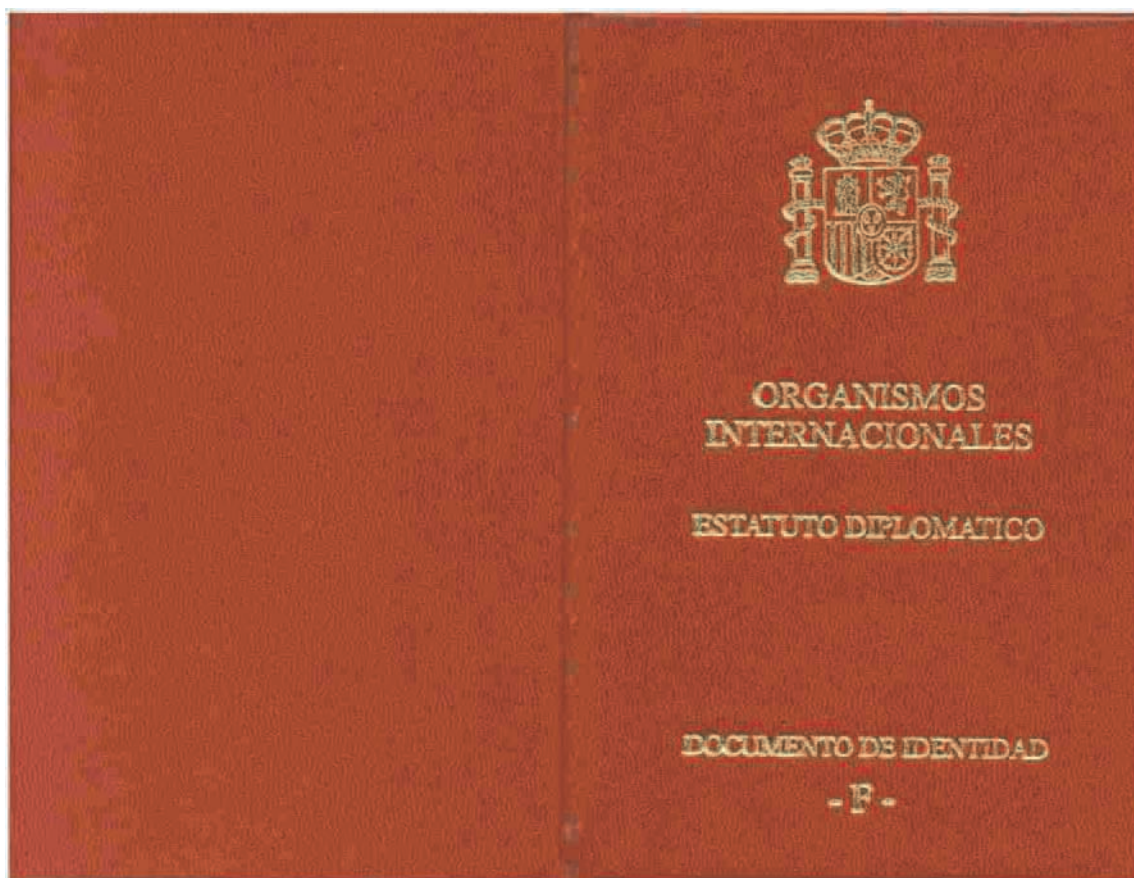 ORGANISMOS
INTERNACIONALES
ESTATUTO DIPLOMATICO
DOCUMENTO DE IDENTIDAD
- F -